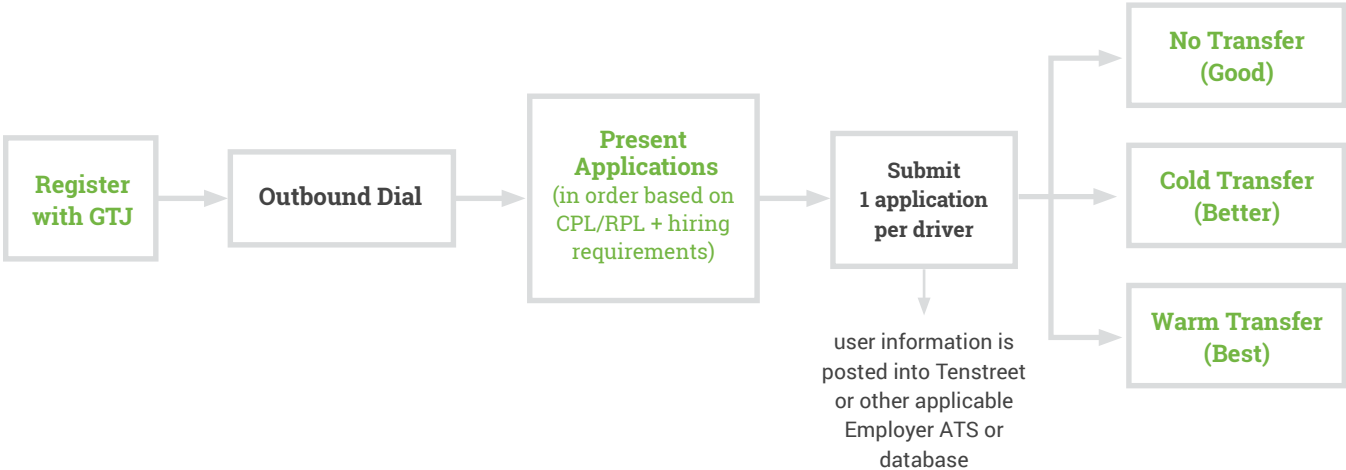 Register
with GTJ
Outbound Dial
Present
Applications
(in order based on
CPL/RPL + hiring
requirements)
Submit
1 application
per driver
user information is
posted into Tenstreet
or other applicable
Employer ATS or
database
No Transfer
(Good)
Cold Transfer
(Better)
Warm Transfer
(Best)